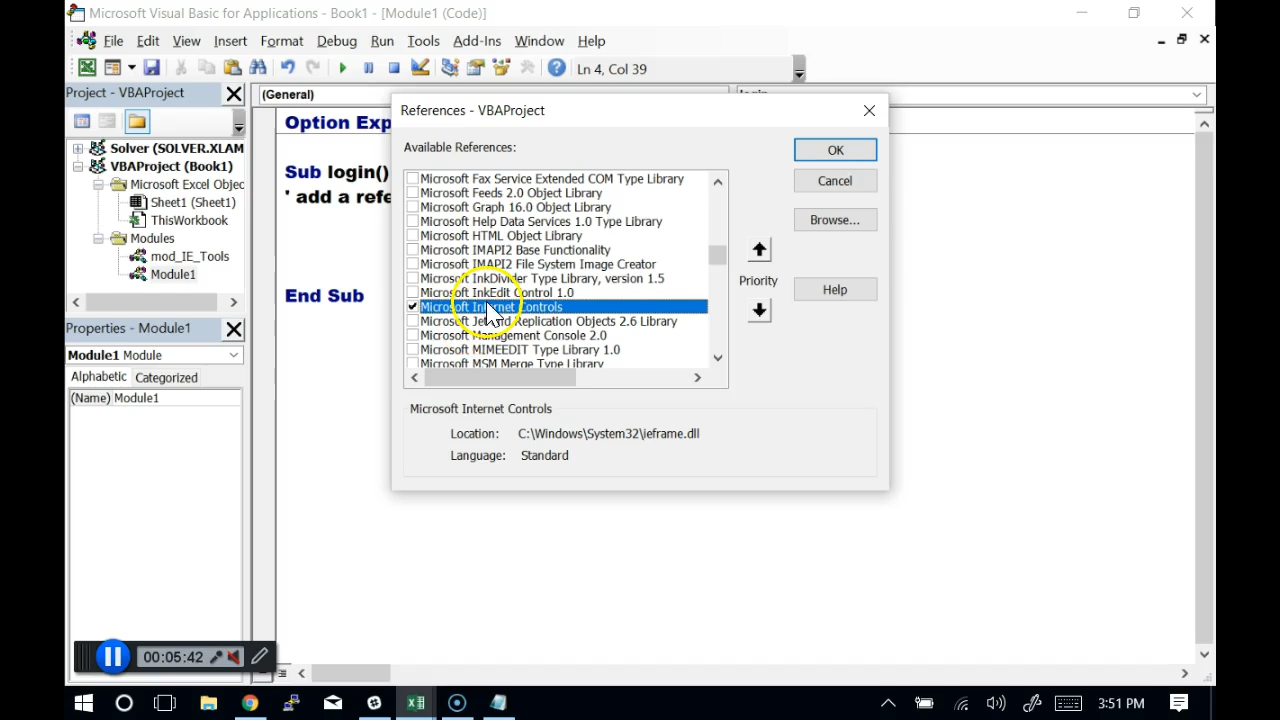 Microsoft Visual Basic for Applications - Book1 - [Module1 (Code)]
File Edit View Insert Format Debug Run Tools Add-Ins Window Help
Ln 4, Col 39
Project - VBAProject
(General)
Solver (SOLVER.XLAM
VBAProject (Book1)
Microsoft Excel Objec
Sheet1 (Sheet1)
ThisWorkbook
Modules
mod_IE_Tools
Module1
Properties - Module1
Module1 Module
Alphabetic Categorized
(Name) Module1
Option Exp
Sub login()
' add a refe
End Sub
References - VBAProject
Available References:
Microsoft Fax Service Extended COM Type Library
Microsoft Feeds 2.0 Object Library
Microsoft Graph 16.0 Object Library
Microsoft Help Data Services 1.0 Type Library
Microsoft HTML Object Library
Microsoft IMAPI2 Base Functionality
Microsoft IMAPI2 File System Image Creator
Microsoft InkDivider Type Library, version 1.5
Microsoft InkEdit Control 1.0
Microsoft Internet Controls
Microsoft Jet and Replication Objects 2.6 Library
Microsoft Management Console 2.0
Microsoft MIMEEDIT Type Library 1.0
Microsoft MSM Merge Type Library
OK
Cancel
Browse...
Priority
Help
Microsoft Internet Controls
Location: C:\Windows\System32\ieframe.dll
Language: Standard
00:05:42
3:51 PM